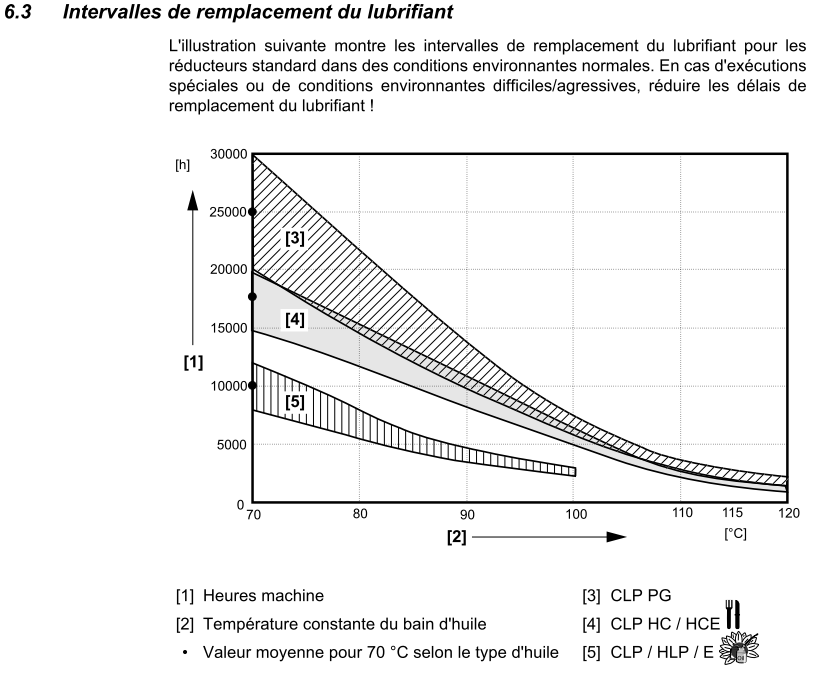 6.3 Intervalles de remplacement du lubrifiant
L'illustration suivante montre les intervalles de remplacement du lubrifiant pour les
réducteurs standard dans des conditions environnantes normales. En cas d'exécutions
spéciales ou de conditions environnantes difficiles/agressives, réduire les délais de
remplacement du lubrifiant !
[h]
30000
25000
20000
15000
10000
5000
0
[1]
[3]
[4]
[5]
70 80 90 100 110 115 120
[2]
[°C]
[1] Heures machine
[2] Température constante du bain d'huile
• Valeur moyenne pour 70 °C selon le type d'huile
[3] CLP PG
[4] CLP HC / HCE
[5] CLP / HLP / E